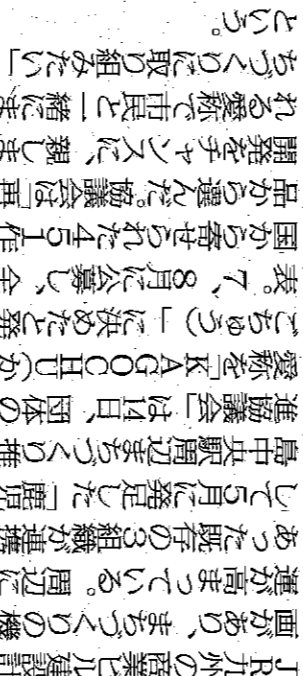 JR九州の商業ビル建設計
画があり、まちづくりの機
運が高まっている。周辺に
あった既存の3組織が連携
して5月に発足した「鹿児
島中央駅周辺まちづくり推
進協議会」は14日、団体の
愛称を「KAGOCHU(か
ごちゅう)」に決めたと発
表。7、8月に公募し、全
国から寄せられた451作
品から選んだ。協議会は「再
開発をチャンスに、親しま
れる愛称で市民と一緒にま
ちづくりに取り組みたい」
という。